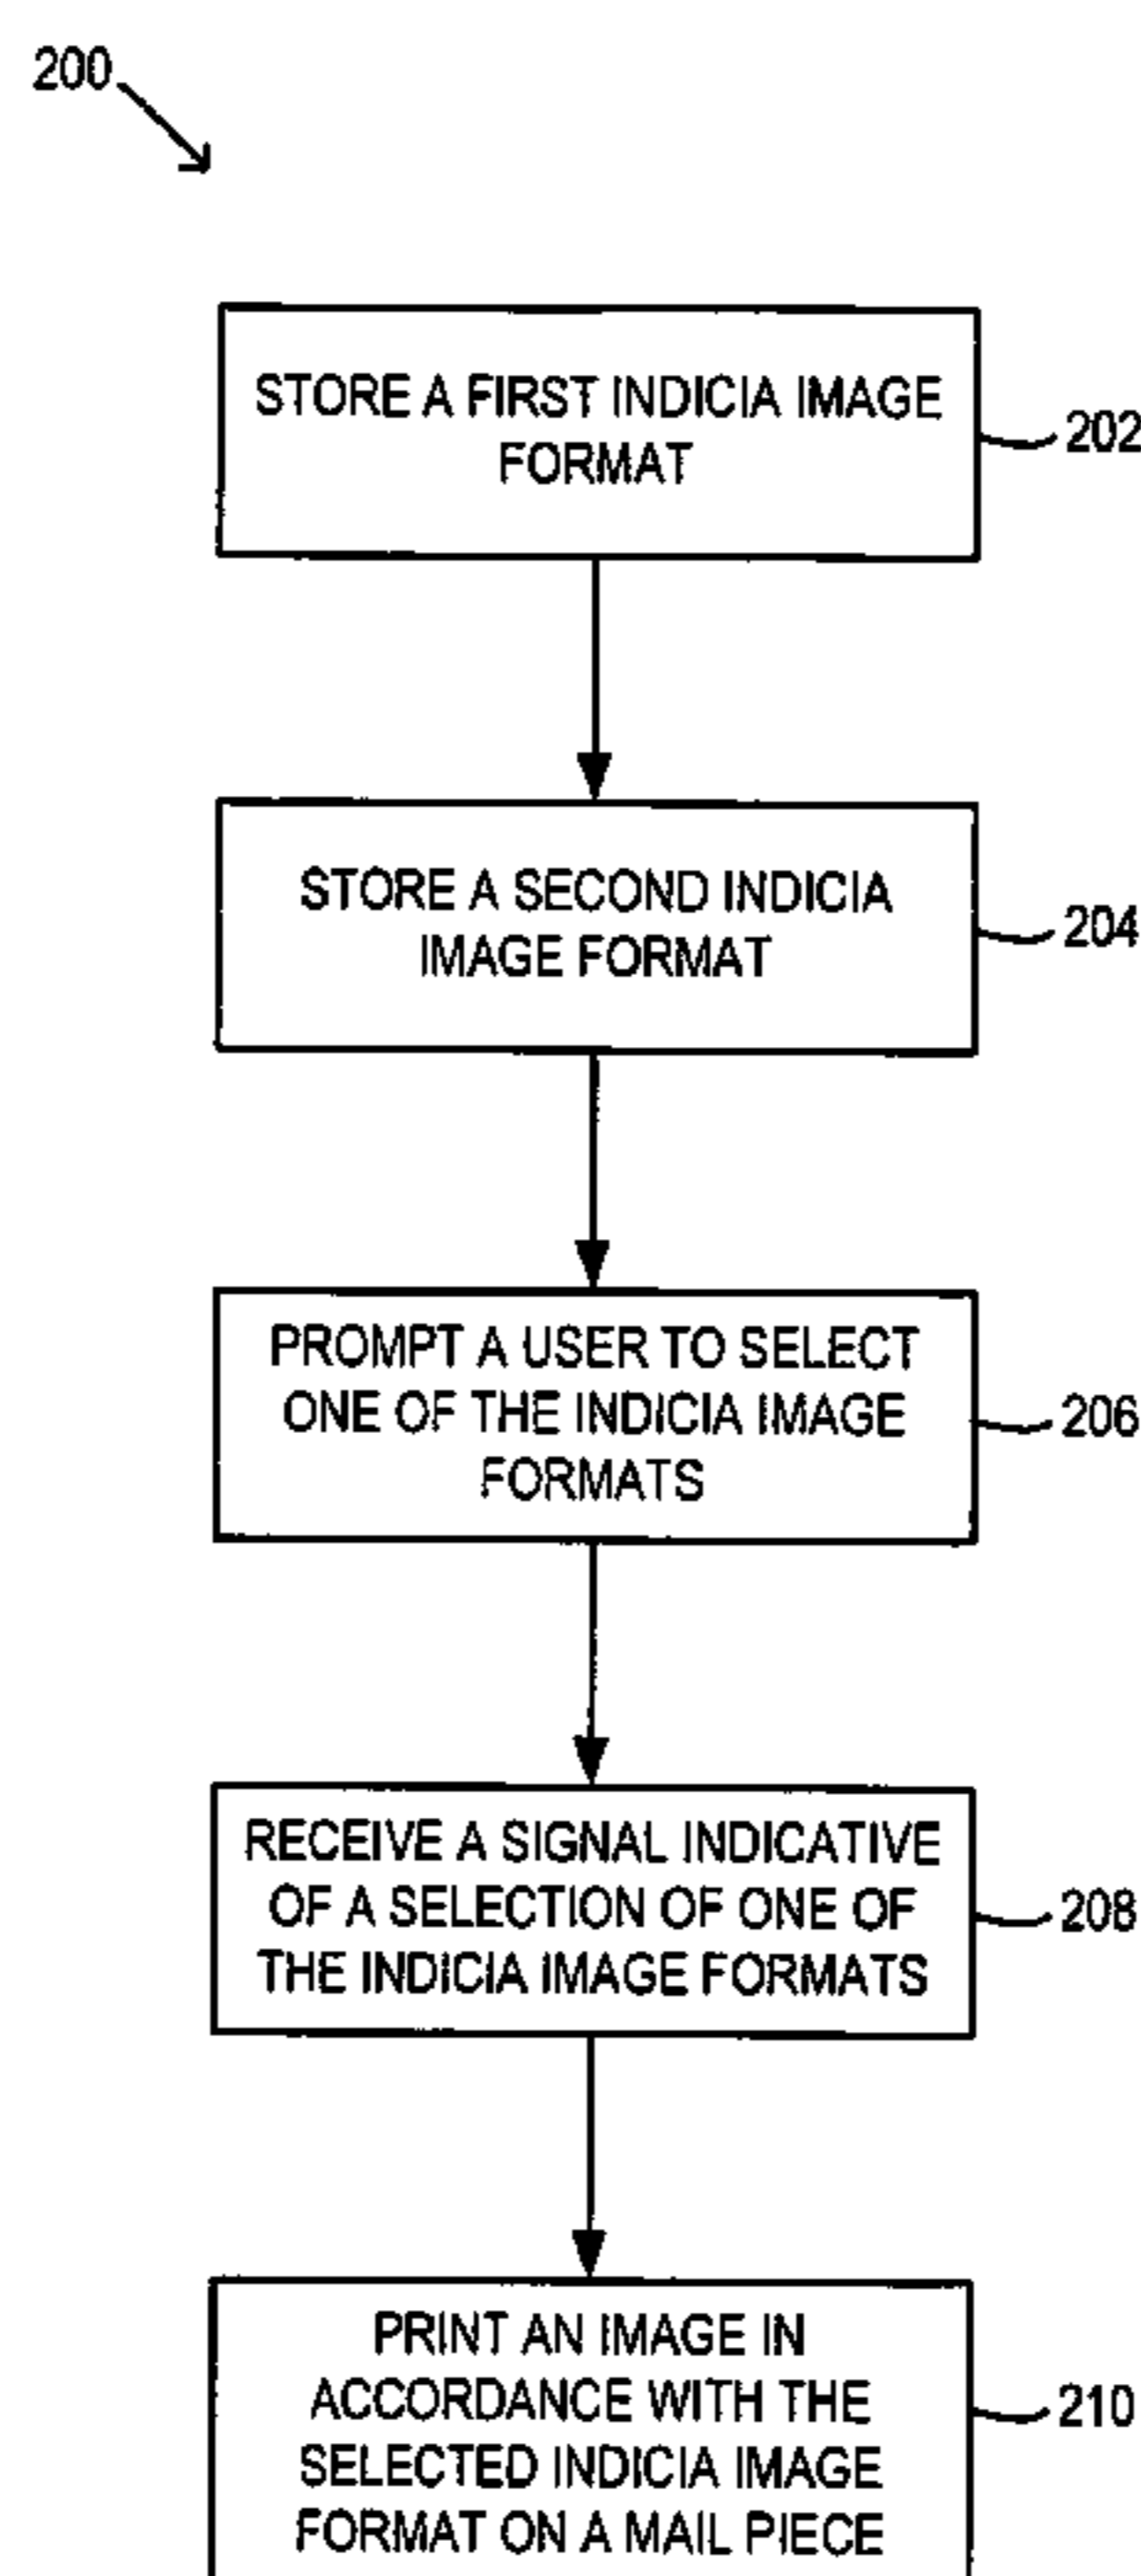 200
STORE A FIRST INDICIA IMAGE
FORMAT
202
STORE A SECOND INDICIA
IMAGE FORMAT
204
PROMPT A USER TO SELECT
ONE OF THE INDICIA IMAGE
FORMATS
206
RECEIVE A SIGNAL INDICATIVE
OF A SELECTION OF ONE OF
THE INDICIA IMAGE FORMATS
208
PRINT AN IMAGE IN
ACCORDANCE WITH THE
SELECTED INDICIA IMAGE
FORMAT ON A MAIL PIECE
210